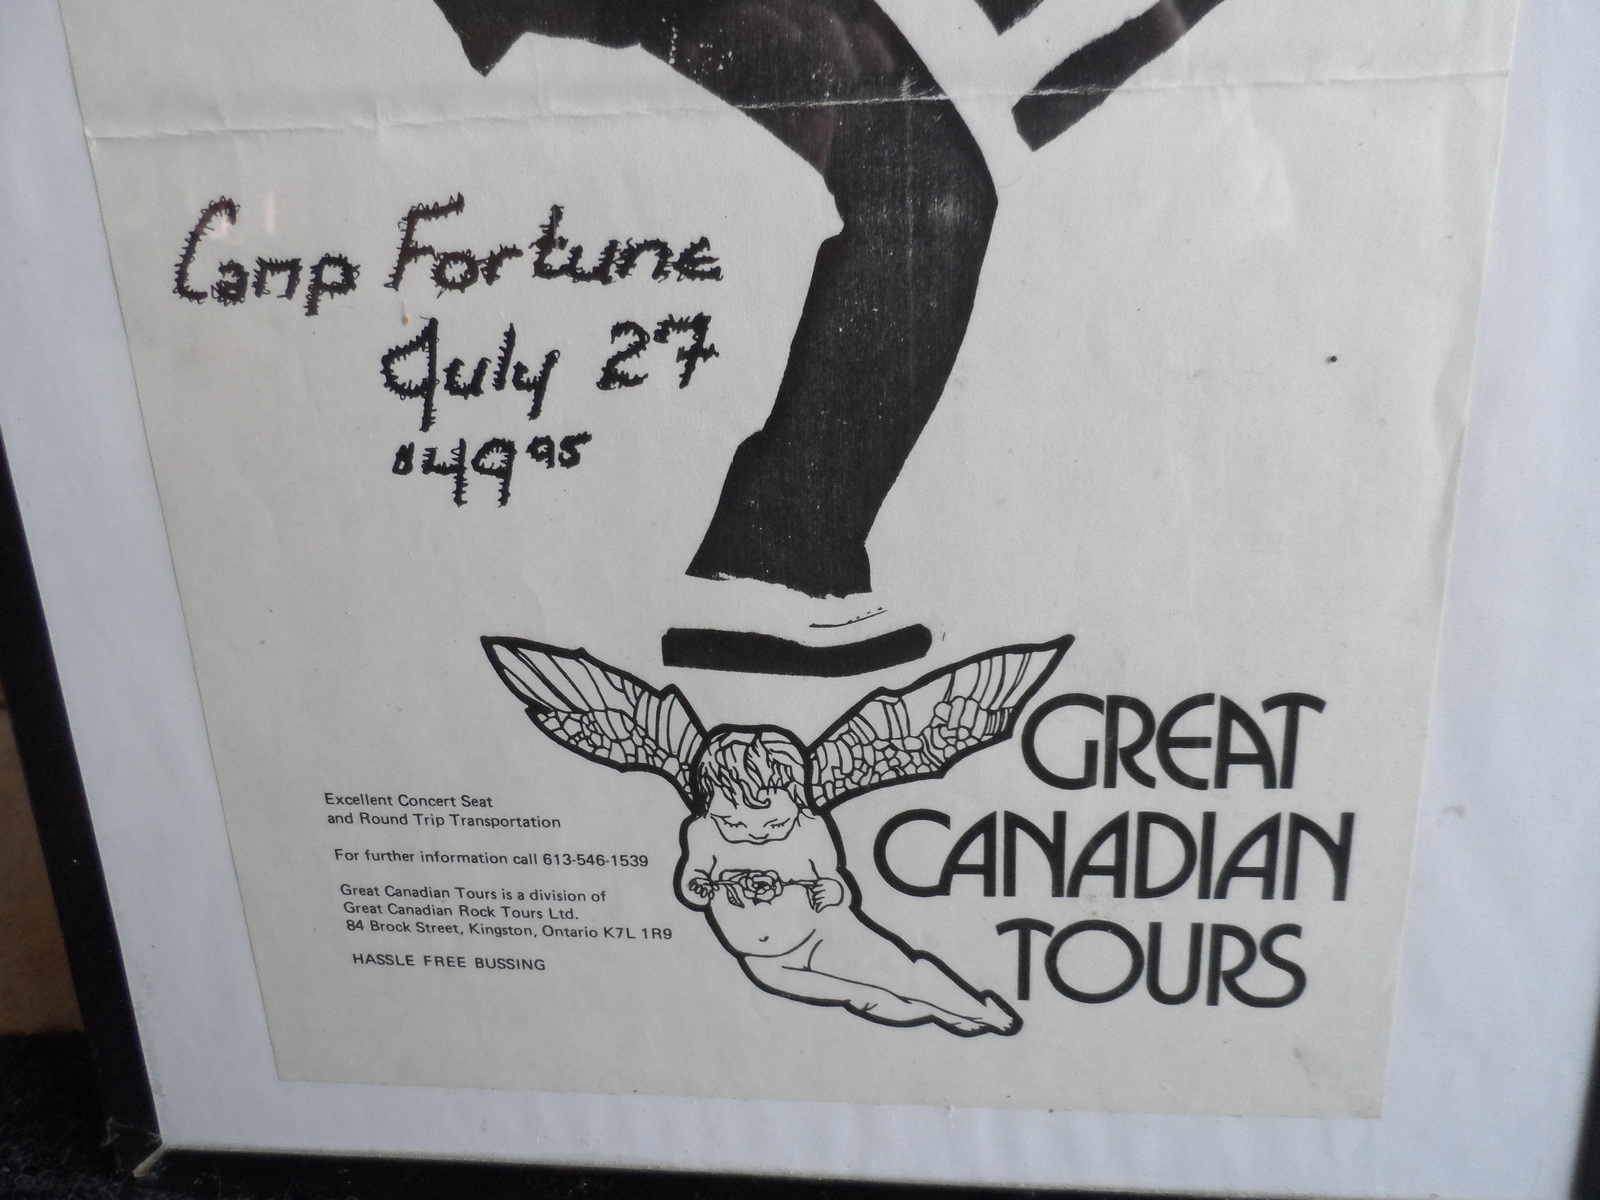 Camp Fortune
July 27
$49.95
Excellent Concert Seat
and Round Trip Transportation
For further information call 613-546-1539
Great Canadian Tours is a division of
Great Canadian Rock Tours Ltd.
84 Brock Street, Kingston, Ontario K7L 1R9
HASSLE FREE BUSSING
GREAT
CANADIAN
TOURS